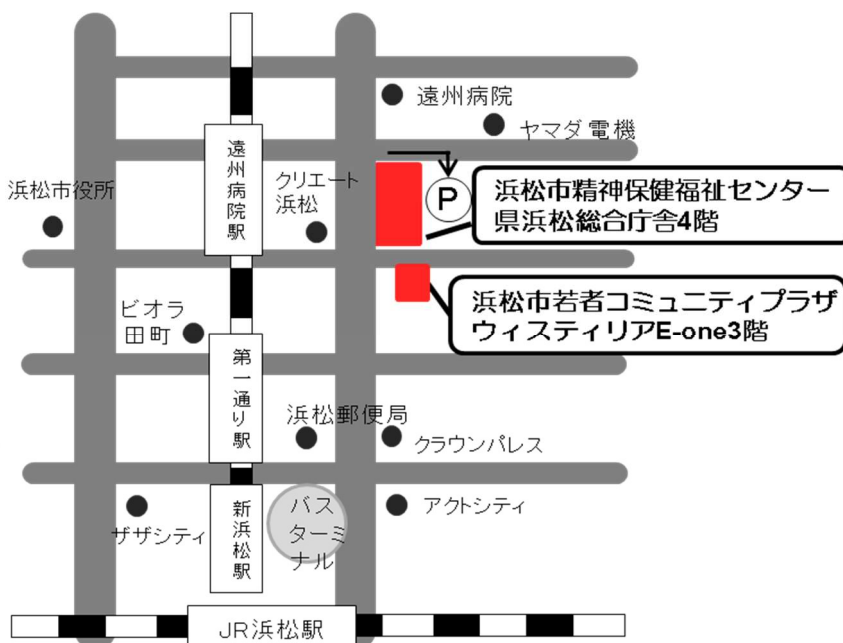 遠州病院
ヤマダ電機
遠州病院駅
クリエート
浜松
P
浜松市精神保健福祉センター
県浜松総合庁舎4階
浜松市役所
浜松市若者コミュニティプラザ
ウィスティリアE-one3階
ビオラ
田町
第一通り駅
浜松郵便局
クラウンパレス
ザザシティ
新浜松駅
バス
ターミ
ナル
アクトシティ
JR浜松駅